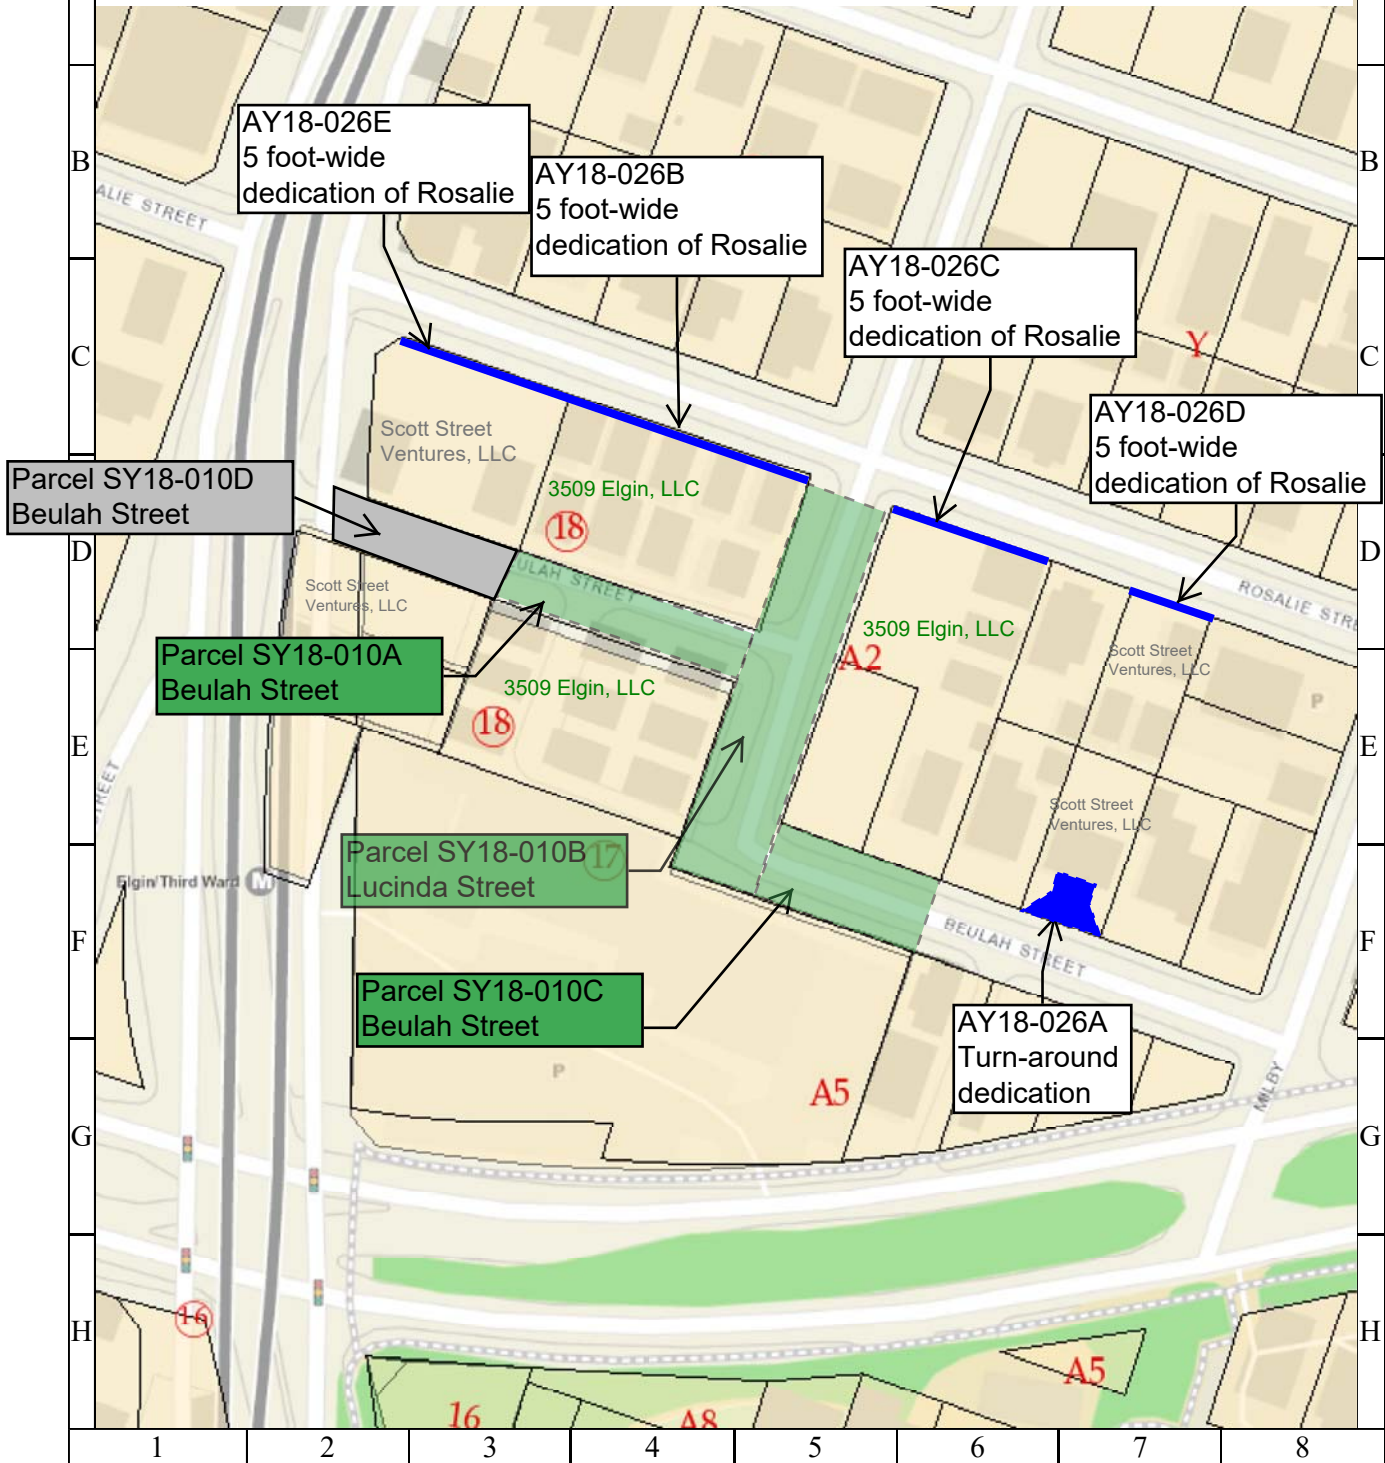 B
B
AY18-026E
5 foot-wide
dedication of Rosalie
AY18-026B
5 foot-wide
dedication of Rosalie
ALIE STREET
AY18-026C
5 foot-wide
dedication of Rosalie
Y
C
C
AY18-026D
5 foot-wide
dedication of Rosalie
Scott Street
Ventures, LLC
Parcel SY18-010D
Beulah Street
3509 Elgin, LLC
18
D
D
EULAH STREET
Scott Street
Ventures, LLC
ROSALIE STRE
3509 Elgin, LLC
A2
Scott Street
Ventures, LLC
Parcel SY18-010A
Beulah Street
3509 Elgin, LLC
18
P
E
E
TREET
Scott Street
Ventures, LLC
Parcel SY18-010B
Lucinda Street
17
Elgin/Third Ward M
F
F
BEULAH STREET
Parcel SY18-010C
Beulah Street
AY18-026A
Turn-around
dedication
P
A5
MILBY
G
G
16
H
H
A5
16
A8
1
2
3
4
5
6
7
8